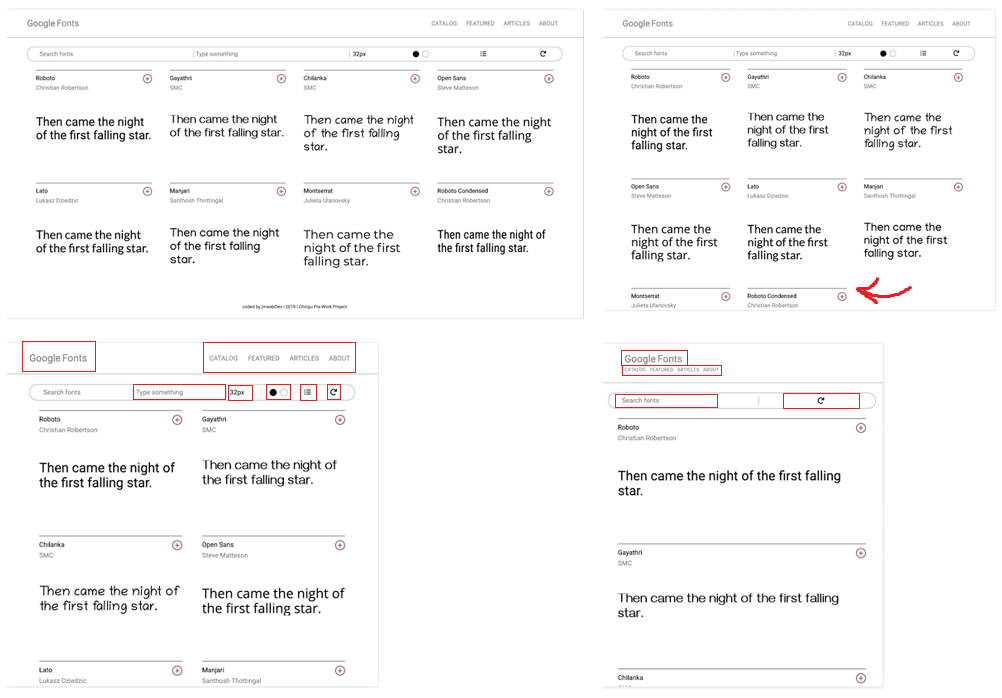 Google Fonts
CATALOG FEATURED ARTICLES ABOUT
Search fonts Type something 32px
Roboto
Christian Robertson
Then came the night
of the first falling star.
Gayathri
SMC
Then came the night
of the first falling star.
Chilanka
SMC
Then came the night
of the first falling
star.
Open Sans
Steve Matteson
Then came the night
of the first falling
star.
Lato
Lukasz Dziedzic
Then came the night
of the first falling star.
Manjari
Santhosh Thottingal
Then came the night
of the first falling
star.
Montserrat
Julieta Ulanovsky
Then came the
night of the first
falling star.
Roboto Condensed
Christian Robertson
Then came the night of
the first falling star.
coded by jmwebDev | 2019 | Chingu Pre Work Project
Google Fonts
CATALOG FEATURED ARTICLES ABOUT
Search fonts Type something 32px
Roboto
Christian Robertson
Then came the
night of the first
falling star.
Gayathri
SMC
Then came the
night of the first
falling star.
Chilanka
SMC
Then came the
night of the first
falling star.
Open Sans
Steve Matteson
Then came the
night of the first
falling star.
Lato
Lukasz Dziedzic
Then came the
night of the first
falling star.
Manjari
Santhosh Thottingal
Then came the
night of the first
falling star.
Montserrat
Julieta Ulanovsky
Roboto Condensed
Christian Robertson
Google Fonts
CATALOG FEATURED ARTICLES ABOUT
Search fonts Type something 32px
Roboto
Christian Robertson
Then came the night of
the first falling star.
Gayathri
SMC
Then came the night of
the first falling star.
Chilanka
SMC
Then came the night of
the first falling star.
Open Sans
Steve Matteson
Then came the night of
the first falling star.
Lato
Lukasz Dziedzic
Manjari
Santhosh Thottingal
Google Fonts
CATALOG FEATURED ARTICLES ABOUT
Search fonts
Roboto
Christian Robertson
Then came the night of the first falling
star.
Gayathri
SMC
Then came the night of the first falling
star.
Chilanka